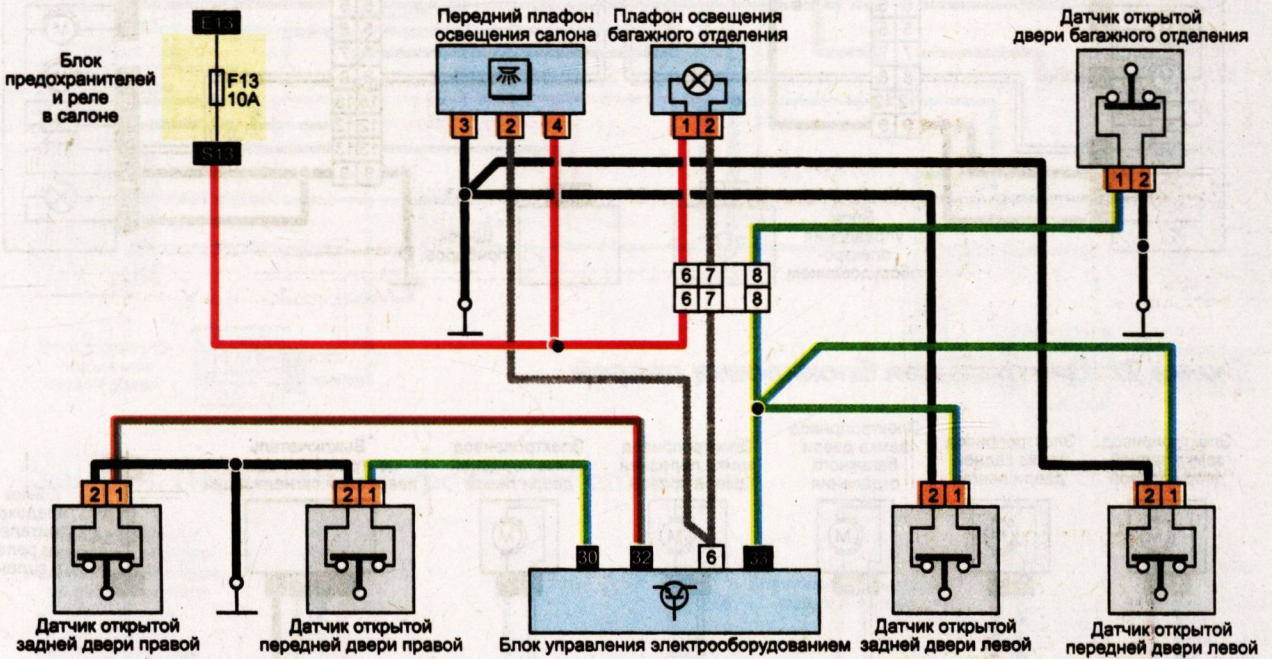 E13
Блок
предохранителей
и реле
в салоне
F13
10А
S13
Передний плафон
освещения салона
3 2 4
Плафон освещения
багажного отделения
1 2
Датчик открытой
двери багажного отделения
1 2
6 7 8
6 7 8
2 1
Датчик открытой
задней двери правой
2 1
Датчик открытой
передней двери правой
30 32 6 33
Блок управления электрооборудованием
2 1
Датчик открытой
задней двери левой
2 1
Датчик открытой
передней двери левой